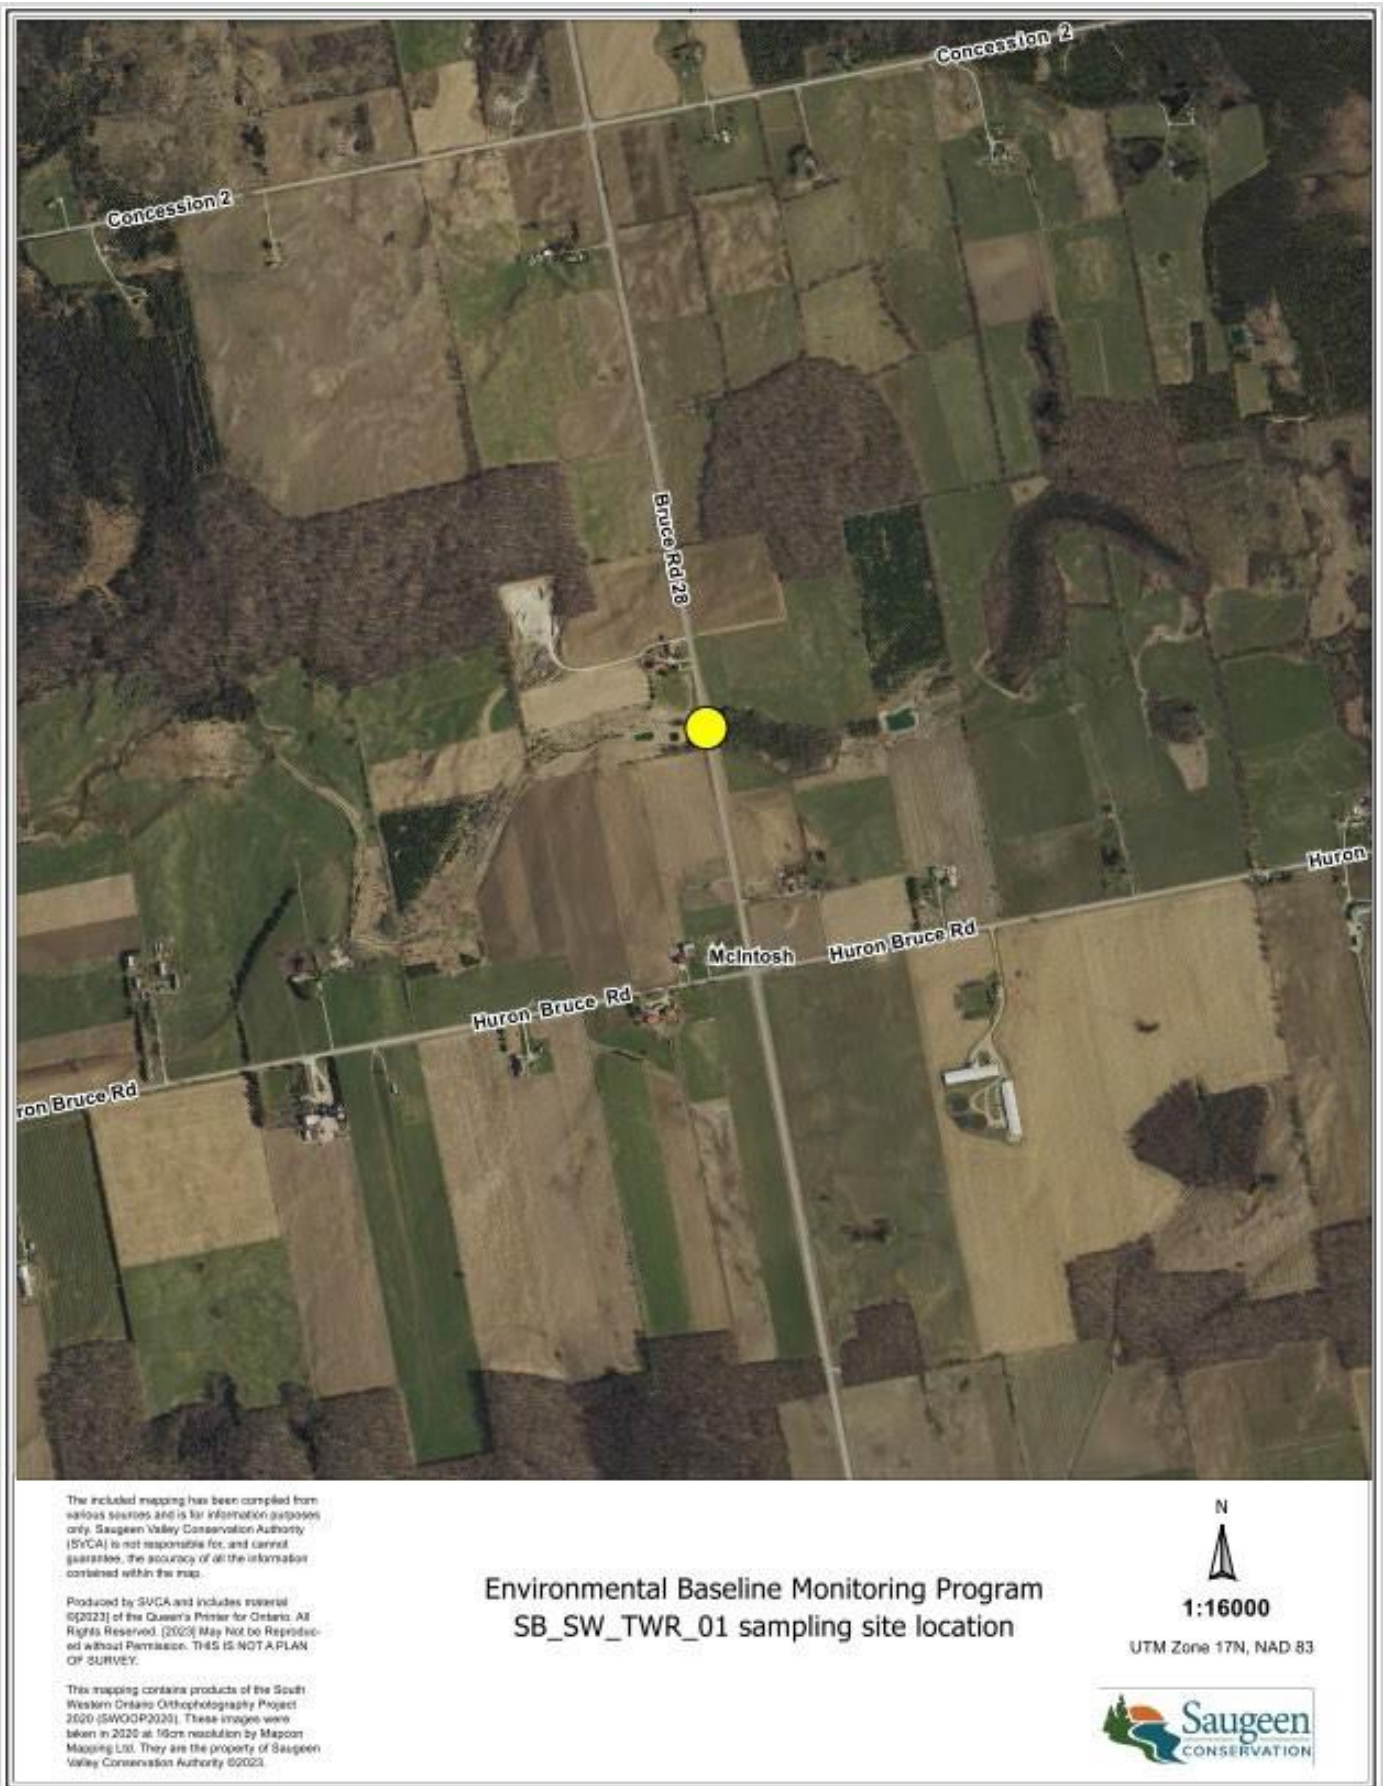 Concession 2
Concession 2
Bruce Rd 28
Huron
McIntosh
Huron Bruce Rd
Huron Bruce Rd
ron Bruce Rd
The included mapping has been compiled from
various sources and is for information purposes
only. Saugeen Valley Conservation Authority
(SVCA) is not responsible for, and cannot
guarantee, the accuracy of all the information
contained within the map.
Produced by SVCA and includes material
©[2023] of the Queen's Printer for Ontario. All
Rights Reserved. [2023] May Not be Reproduc-
ed without Permission. THIS IS NOT A PLAN
OF SURVEY.
This mapping contains products of the South
Western Ontario Orthophotography Project
2020 (SWOOP2020). These images were
taken in 2020 at 16cm resolution by Mapcon
Mapping Ltd. They are the property of Saugeen
Valley Conservation Authority ©2023.
Environmental Baseline Monitoring Program
SB_SW_TWR_01 sampling site location
N
1:16000
UTM Zone 17N, NAD 83
Saugeen
CONSERVATION